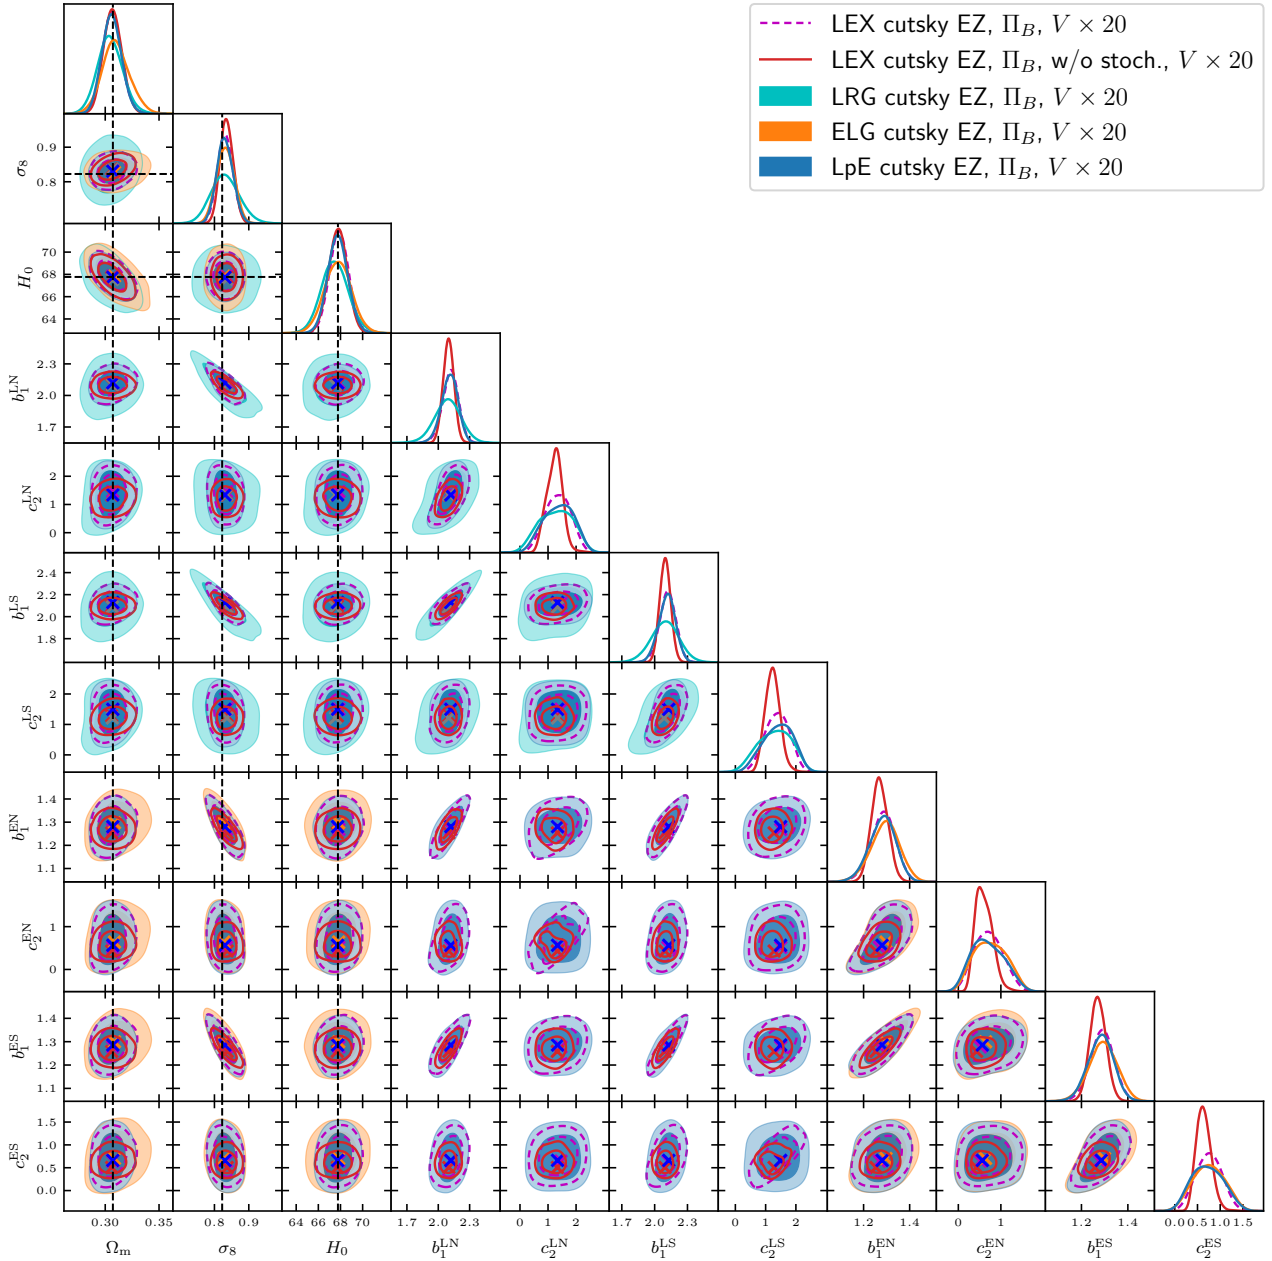 LEX cutsky EZ, Π_B, V × 20
LEX cutsky EZ, Π_B, w/o stoch., V × 20
LRG cutsky EZ, Π_B, V × 20
ELG cutsky EZ, Π_B, V × 20
LpE cutsky EZ, Π_B, V × 20
σ_8
0.9
0.8
H_0
70
68
66
64
b_1^LN
2.3
2.0
1.7
c_2^LN
2
1
0
b_1^LS
2.4
2.2
2.0
1.8
c_2^LS
2
1
0
b_1^EN
1.4
1.3
1.2
1.1
c_2^EN
1
0
b_1^ES
1.4
1.3
1.2
1.1
c_2^ES
1.5
1.0
0.5
0.0
0.30 0.35 0.8 0.9 64 66 68 70 1.7 2.0 2.3 0 1 2 1.7 2.0 2.3 0 1 2 1.2 1.4 0 1 1.2 1.4 0.0 0.5 1.0 1.5
Ω_m σ_8 H_0 b_1^LN c_2^LN b_1^LS c_2^LS b_1^EN c_2^EN b_1^ES c_2^ES